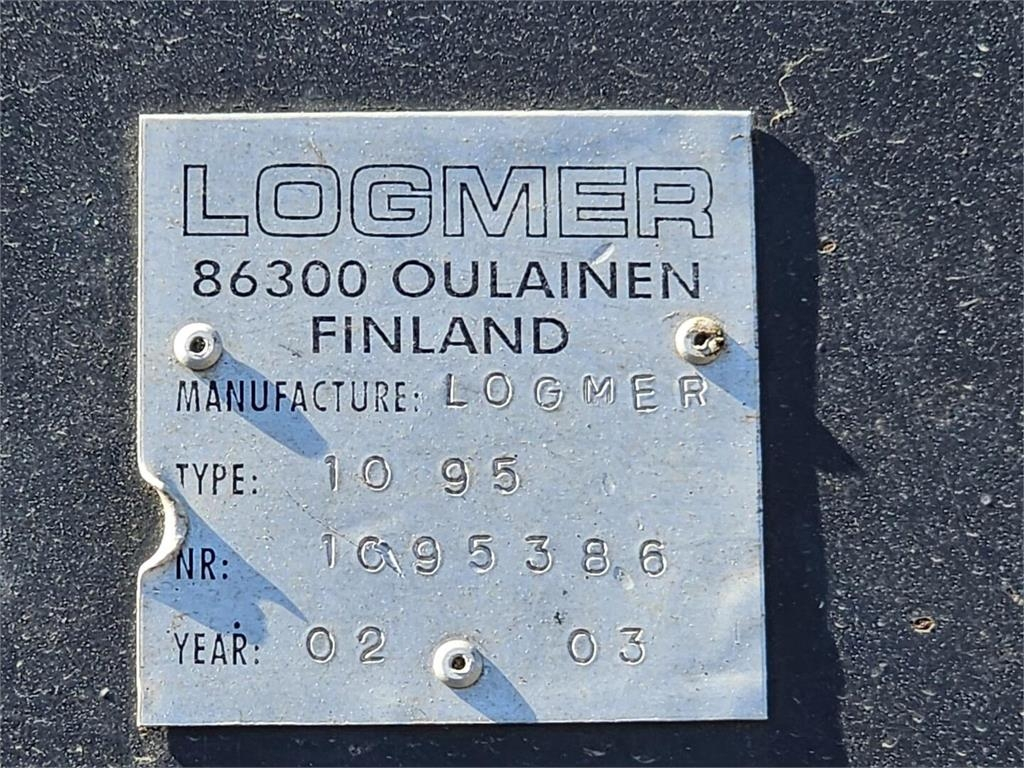 LOGMER
86300 OULAINEN
FINLAND
MANUFACTURE: LOGMER
TYPE: 10 95
NR: 1095386
YEAR: 02 03